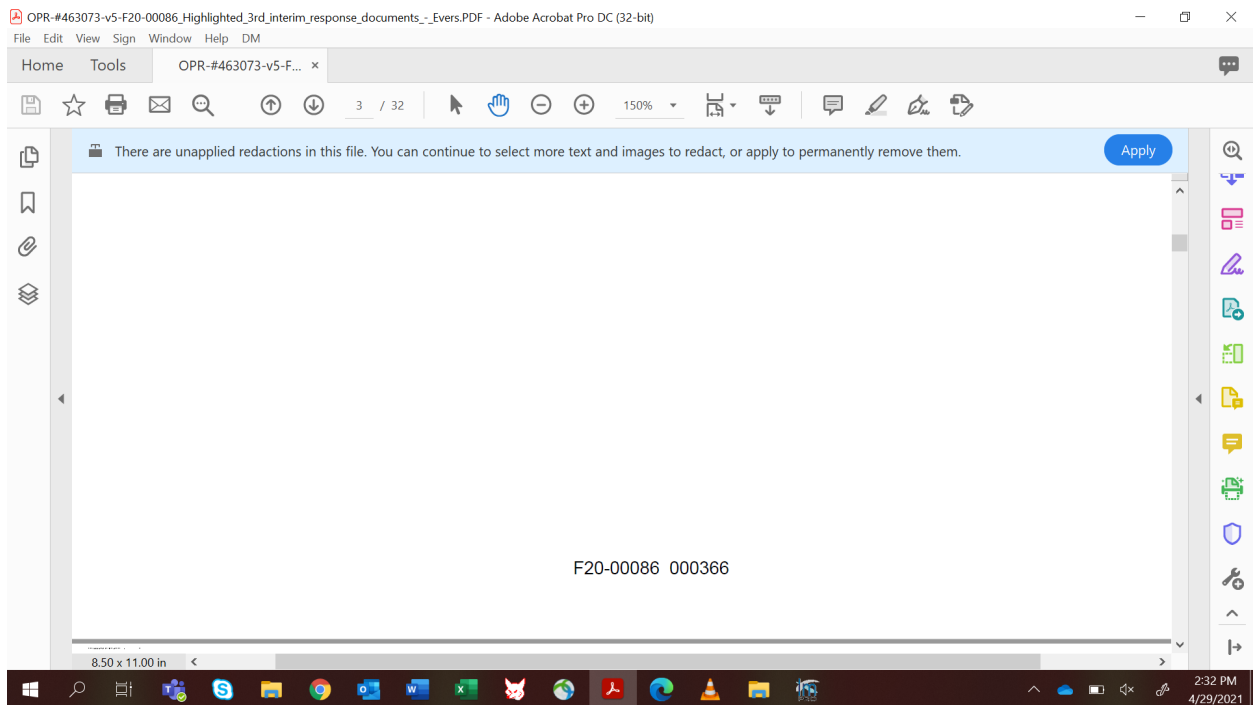 OPR-#463073-v5-F20-00086_Highlighted_3rd_interim_response_documents_-_Evers.PDF - Adobe Acrobat Pro DC (32-bit)
File Edit View Sign Window Help DM
Home Tools OPR-#463073-v5-F... ×
3 / 32 150%
There are unapplied redactions in this file. You can continue to select more text and images to redact, or apply to permanently remove them. Apply
F20-00086 000366
8.50 x 11.00 in
2:32 PM
4/29/2021